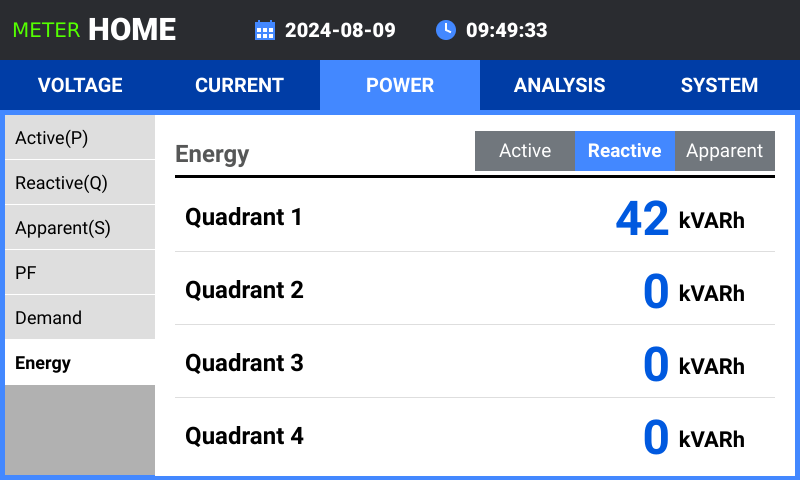 METER HOME 2024-08-09 09:49:33
VOLTAGE CURRENT POWER ANALYSIS SYSTEM
Active(P)
Reactive(Q)
Apparent(S)
PF
Demand
Energy
Energy Active Reactive Apparent
Quadrant 1 42 kVARh
Quadrant 2 0 kVARh
Quadrant 3 0 kVARh
Quadrant 4 0 kVARh